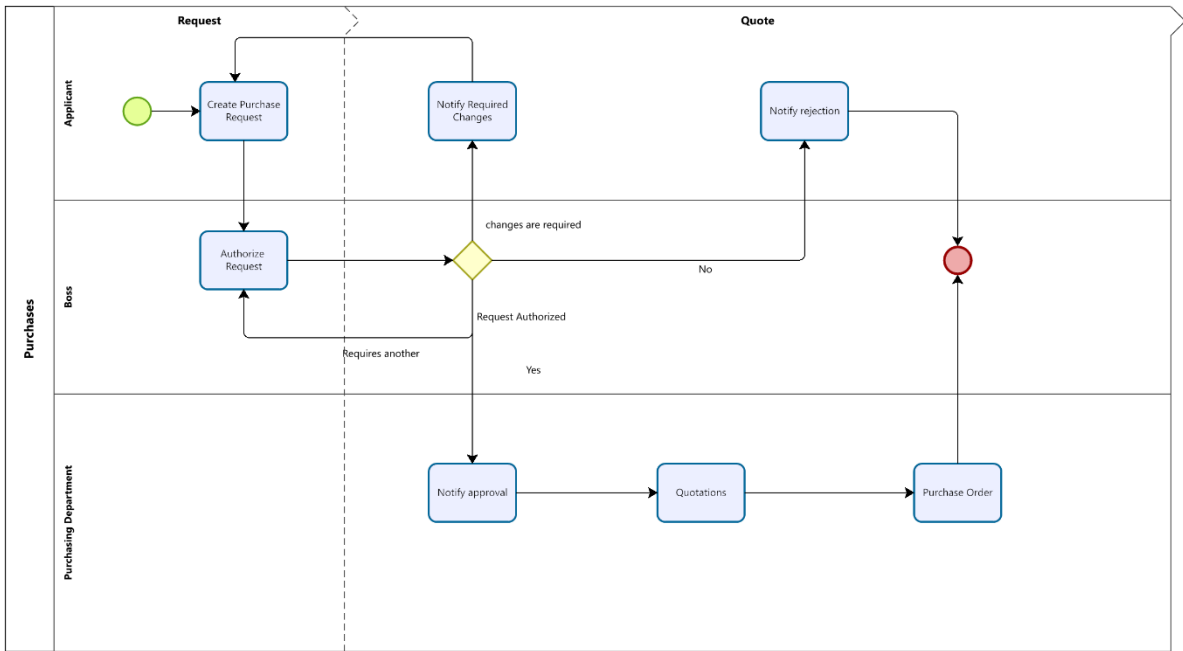 Request
Quote
Purchases
Applicant
Create Purchase
Request
Notify Required
Changes
Notify rejection
Boss
changes are required
Authorize
Request
No
Request Authorized
Requires another
Yes
Purchasing Department
Notify approval
Quotations
Purchase Order